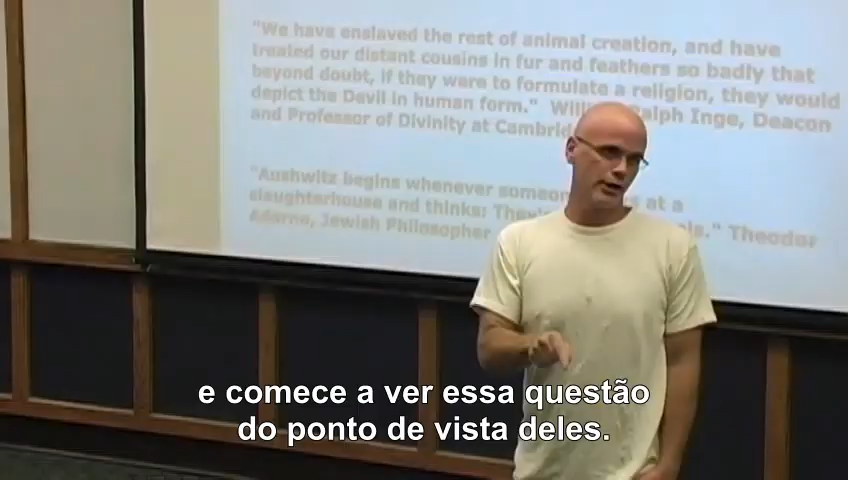 "We have enslaved the rest of animal creation, and have
treated our distant cousins in fur and feathers so badly that
beyond doubt, if they were to formulate a religion, they would
depict the Devil in human form." Ralph Inge, Deacon
and Professor of Divinity at
"Aushwitz begins whenever at a
slaughterhouse and thinks: Theodor
Adorno, Jewish Philosopher
e comece a ver essa questão
do ponto de vista deles.